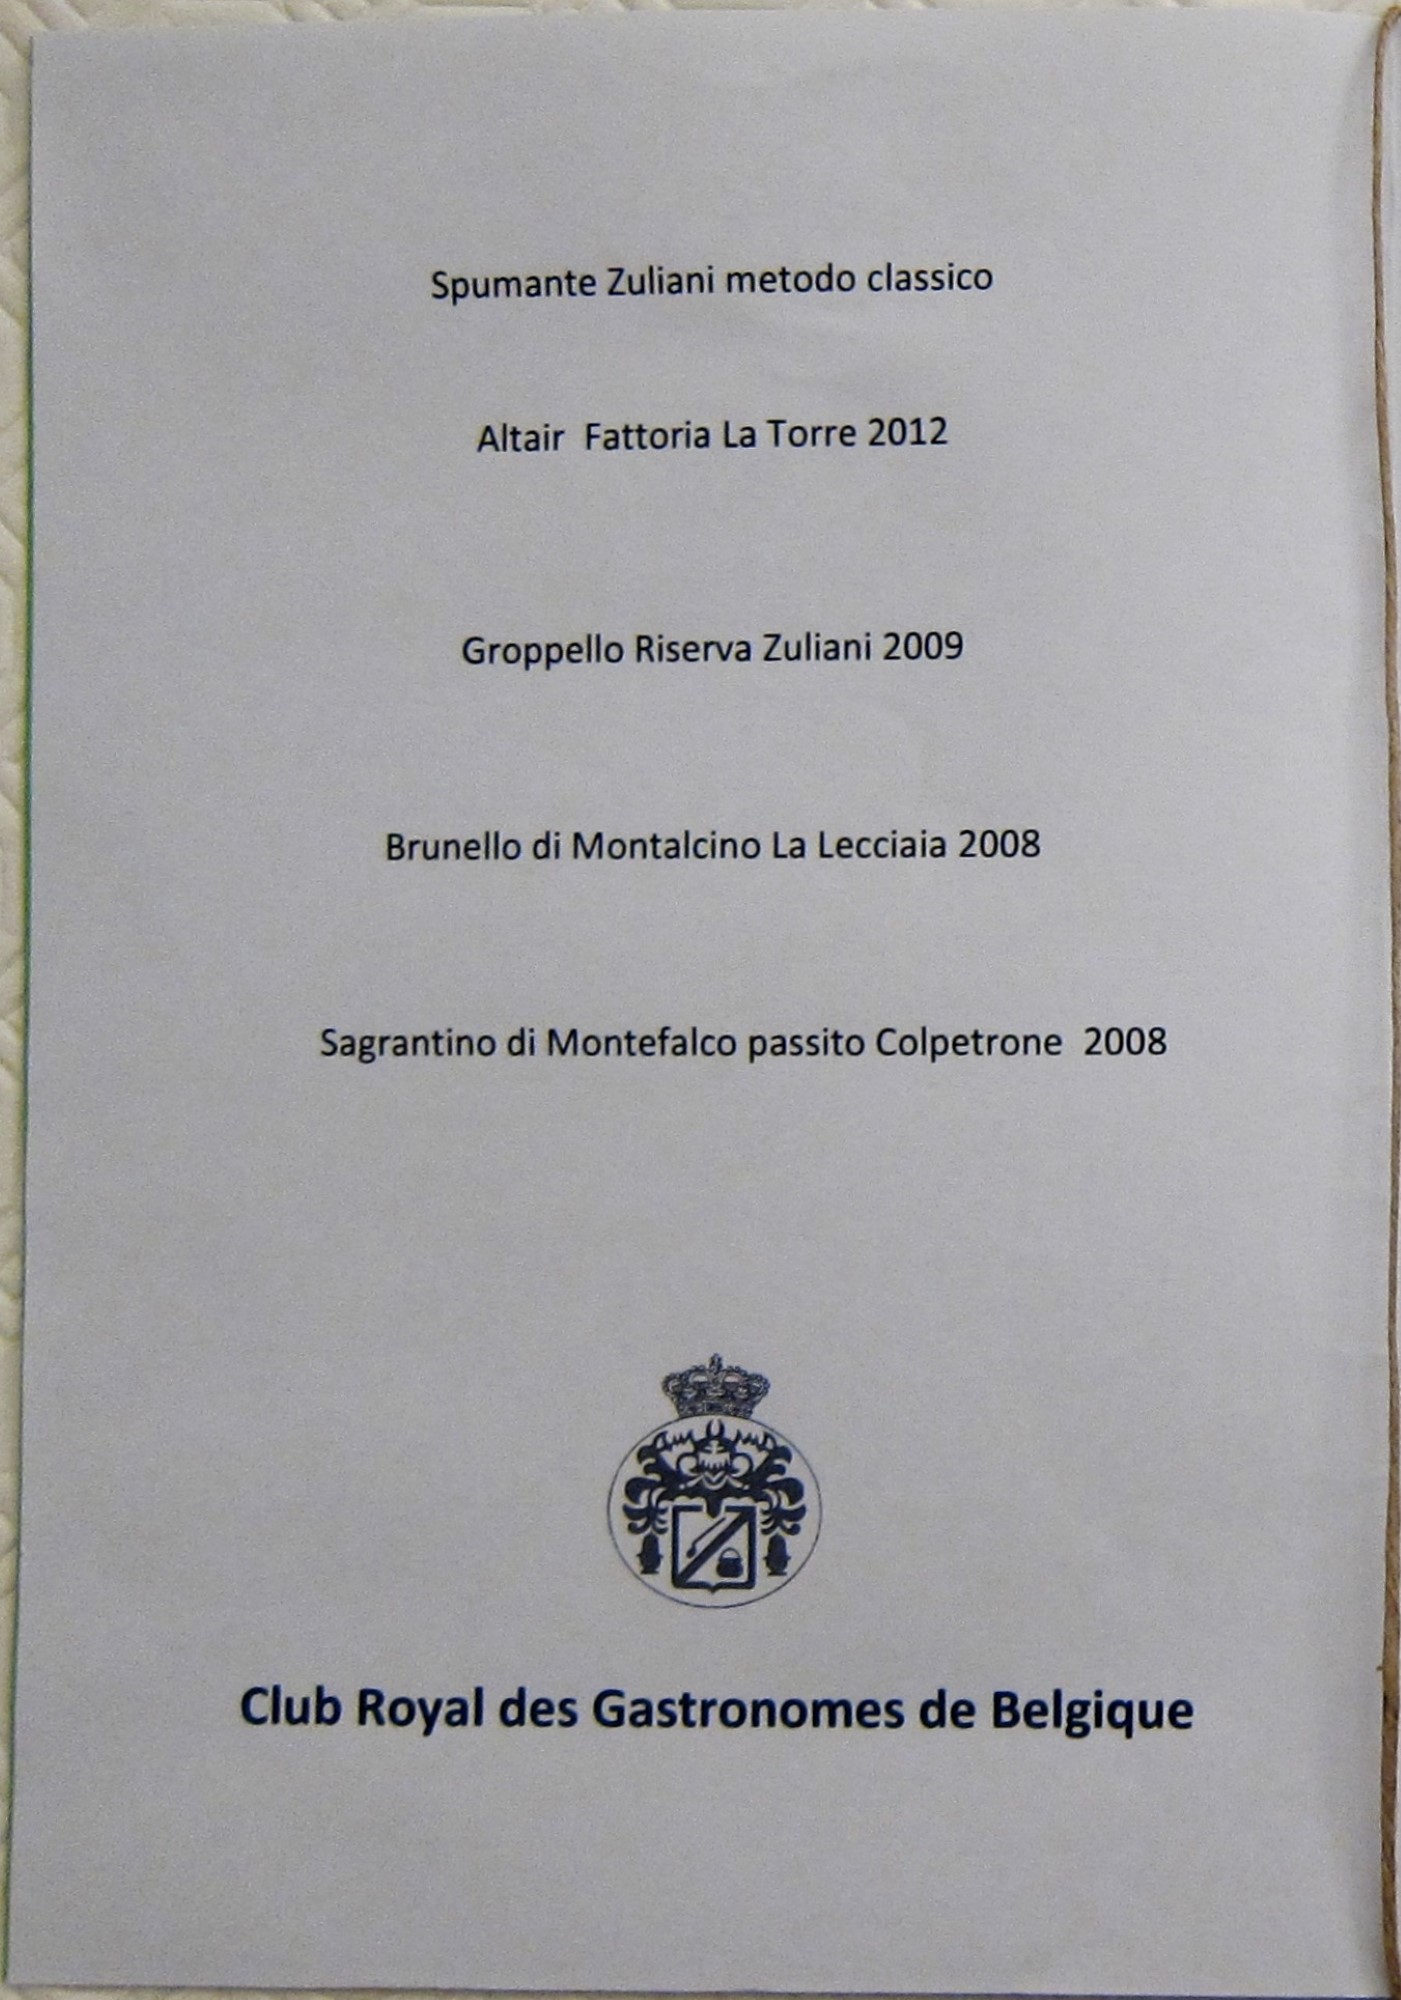 Spumante Zuliani metodo classico
Altair Fattoria La Torre 2012
Groppello Riserva Zuliani 2009
Brunello di Montalcino La Lecciaia 2008
Sagrantino di Montefalco passito Colpetrone 2008
Club Royal des Gastronomes de Belgique